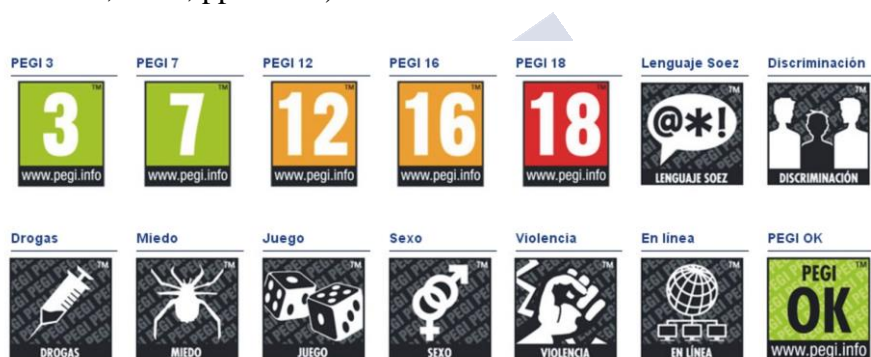 PEGI 3 PEGI 7 PEGI 12 PEGI 16 PEGI 18 Lenguaje Soez Discriminación
3 7 12 16 18 @*!
www.pegi.info www.pegi.info www.pegi.info www.pegi.info www.pegi.info LENGUAJE SOEZ DISCRIMINACIÓN
Drogas Miedo Juego Sexo Violencia En línea PEGI OK
PEGI
OK
DROGAS MIEDO JUEGO SEXO VIOLENCIA EN LÍNEA www.pegi.info